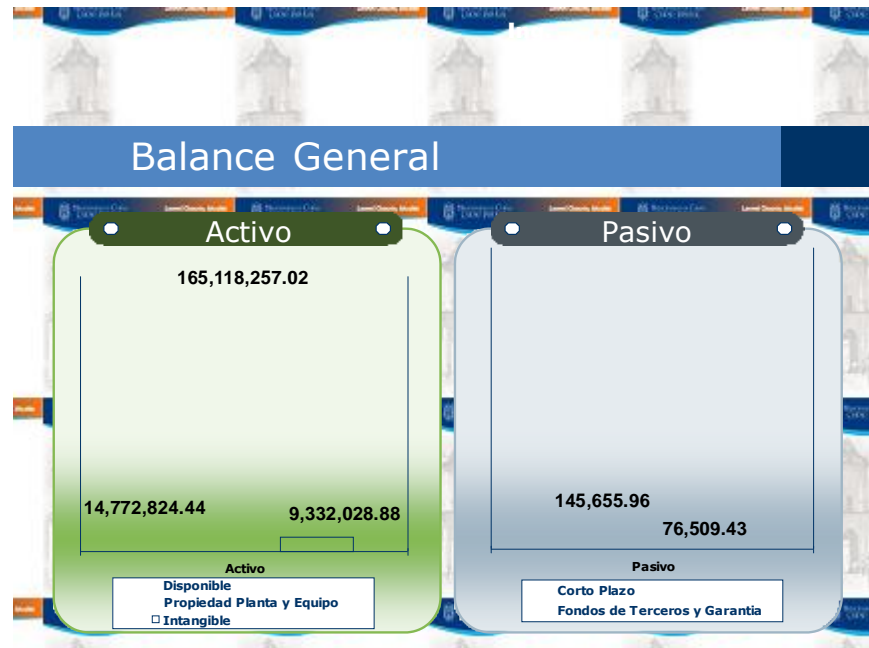 Balance General
Activo
165,118,257.02
14,772,824.44
9,332,028.88
Activo
Disponible
Propiedad Planta y Equipo
Intangible
Pasivo
145,655.96
76,509.43
Pasivo
Corto Plazo
Fondos de Terceros y Garantia